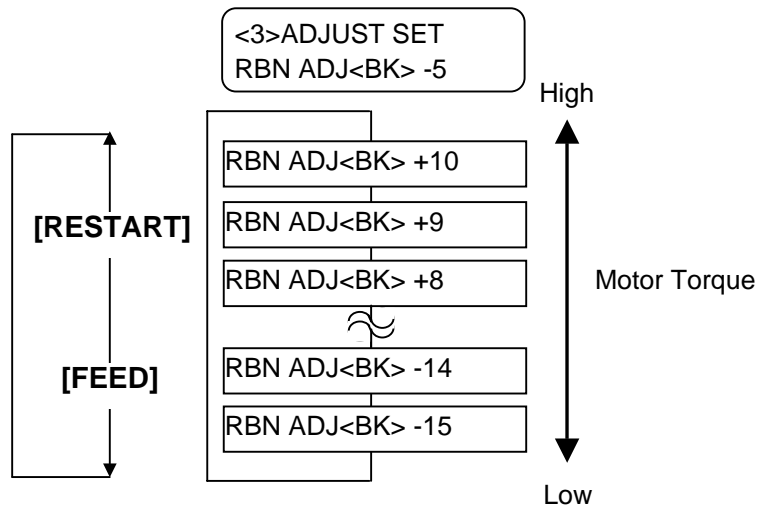 <3>ADJUST SET
RBN ADJ<BK> -5
High
RBN ADJ<BK> +10
[RESTART]
RBN ADJ<BK> +9
RBN ADJ<BK> +8
Motor Torque
[FEED]
RBN ADJ<BK> -14
RBN ADJ<BK> -15
Low